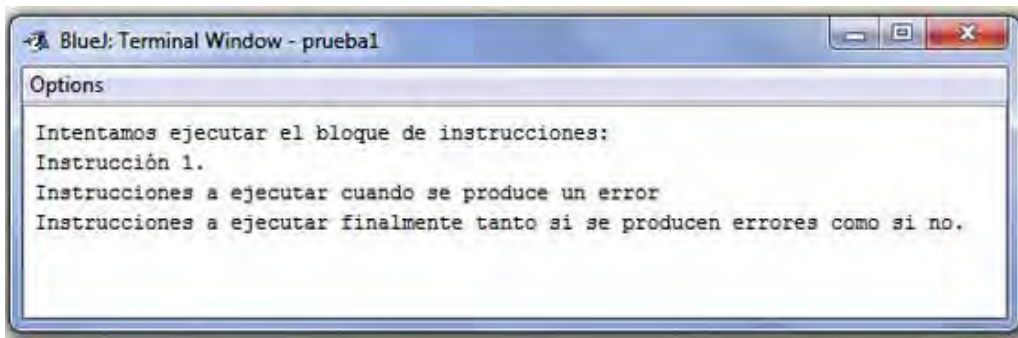 BlueJ: Terminal Window - prueba1
Options
Intentamos ejecutar el bloque de instrucciones:
Instrucción 1.
Instrucciones a ejecutar cuando se produce un error
Instrucciones a ejecutar finalmente tanto si se producen errores como si no.